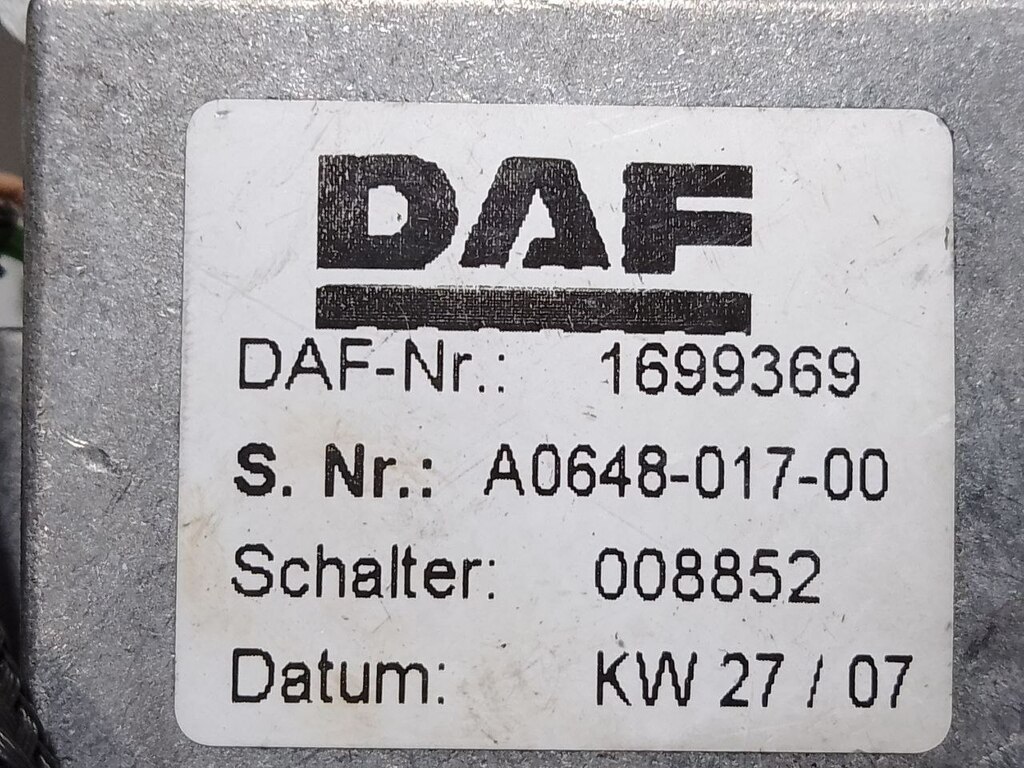 DAF
DAF-Nr.: 1699369
S. Nr.: A0648-017-00
Schalter: 008852
Datum: KW 27 / 07